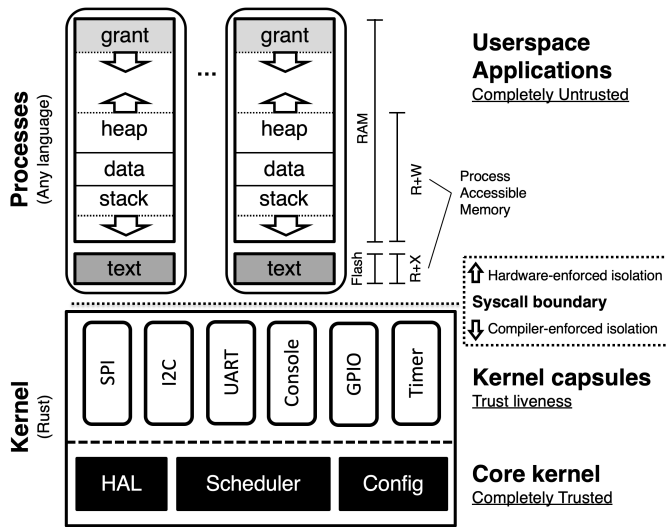 Processes
(Any language)
grant
heap
data
stack
text
...
grant
heap
data
stack
text
RAM
Flash
R+W
R+X
Process
Accessible
Memory
Userspace
Applications
Completely Untrusted
Hardware-enforced isolation
Syscall boundary
Compiler-enforced isolation
Kernel
(Rust)
SPI
I2C
UART
Console
GPIO
Timer
Kernel capsules
Trust liveness
HAL
Scheduler
Config
Core kernel
Completely Trusted